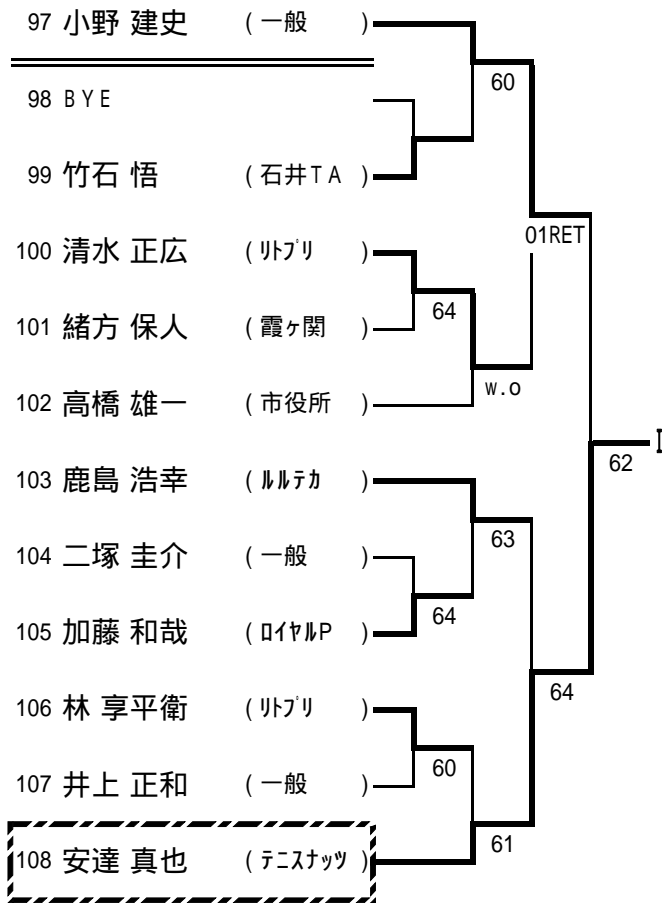 97 小野 建史 (一般)
60
98 BYE
99 竹石 悟 (石井TA)
01RET
100 清水 正広 (ﾘﾄﾌﾟﾘ)
64
101 緒方 保人 (霞ヶ関)
w.o
102 高橋 雄一 (市役所)
62
103 鹿島 浩幸 (ﾙﾙﾃｶ)
63
104 二塚 圭介 (一般)
64
105 加藤 和哉 (ﾛｲﾔﾙP)
64
106 林 享平衛 (ﾘﾄﾌﾟﾘ)
60
107 井上 正和 (一般)
61
108 安達 真也 (ﾃﾆｽﾅｯﾂ)